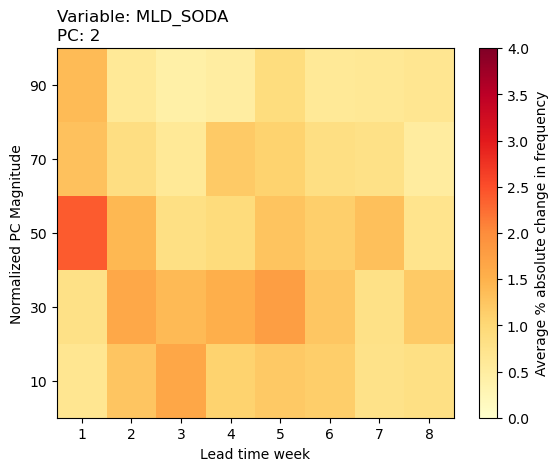 Variable: MLD_SODA
PC: 2
Normalized PC Magnitude
90
70
50
30
10
1 2 3 4 5 6 7 8
Lead time week
4.0
3.5
3.0
2.5
2.0
1.5
1.0
0.5
0.0
Average % absolute change in frequency